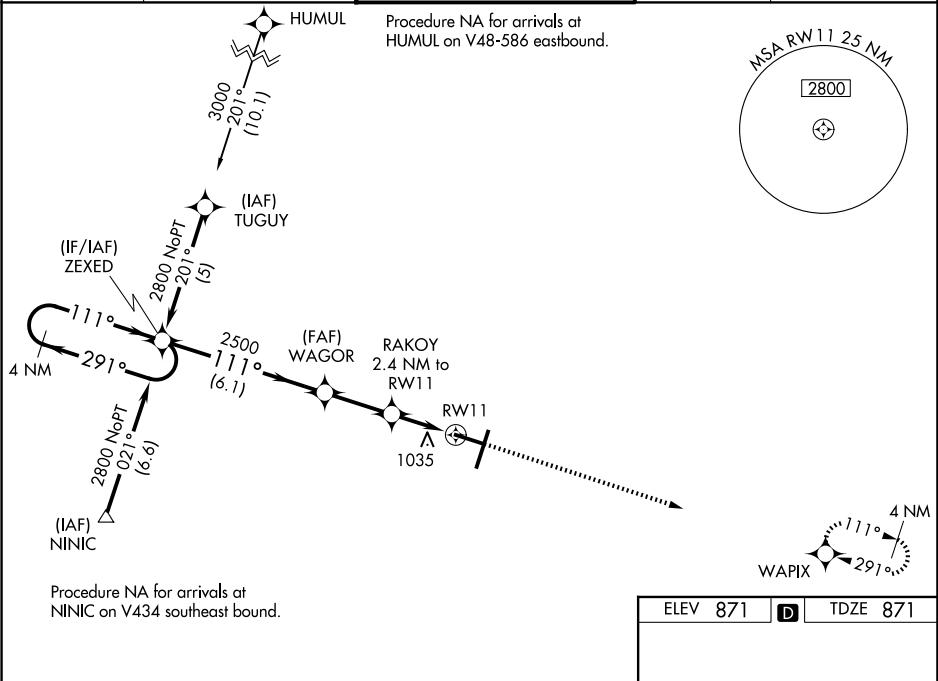 HUMUL
Procedure NA for arrivals at
HUMUL on V48-586 eastbound.
MSA RW11 25 NM
2800
3000
201°
(10.1)
(IAF)
TUGUY
2800 NoPT
201°
(5)
(IF/IAF)
ZEXED
111°
291°
4 NM
2500
111°
(6.1)
(FAF)
WAGOR
RAKOY
2.4 NM to
RW11
RW11
1035
2800 NoPT
021°
(6.6)
(IAF)
NINIC
4 NM
111°
291°
WAPIX
Procedure NA for arrivals at
NINIC on V434 southeast bound.
ELEV 871 D TDZE 871